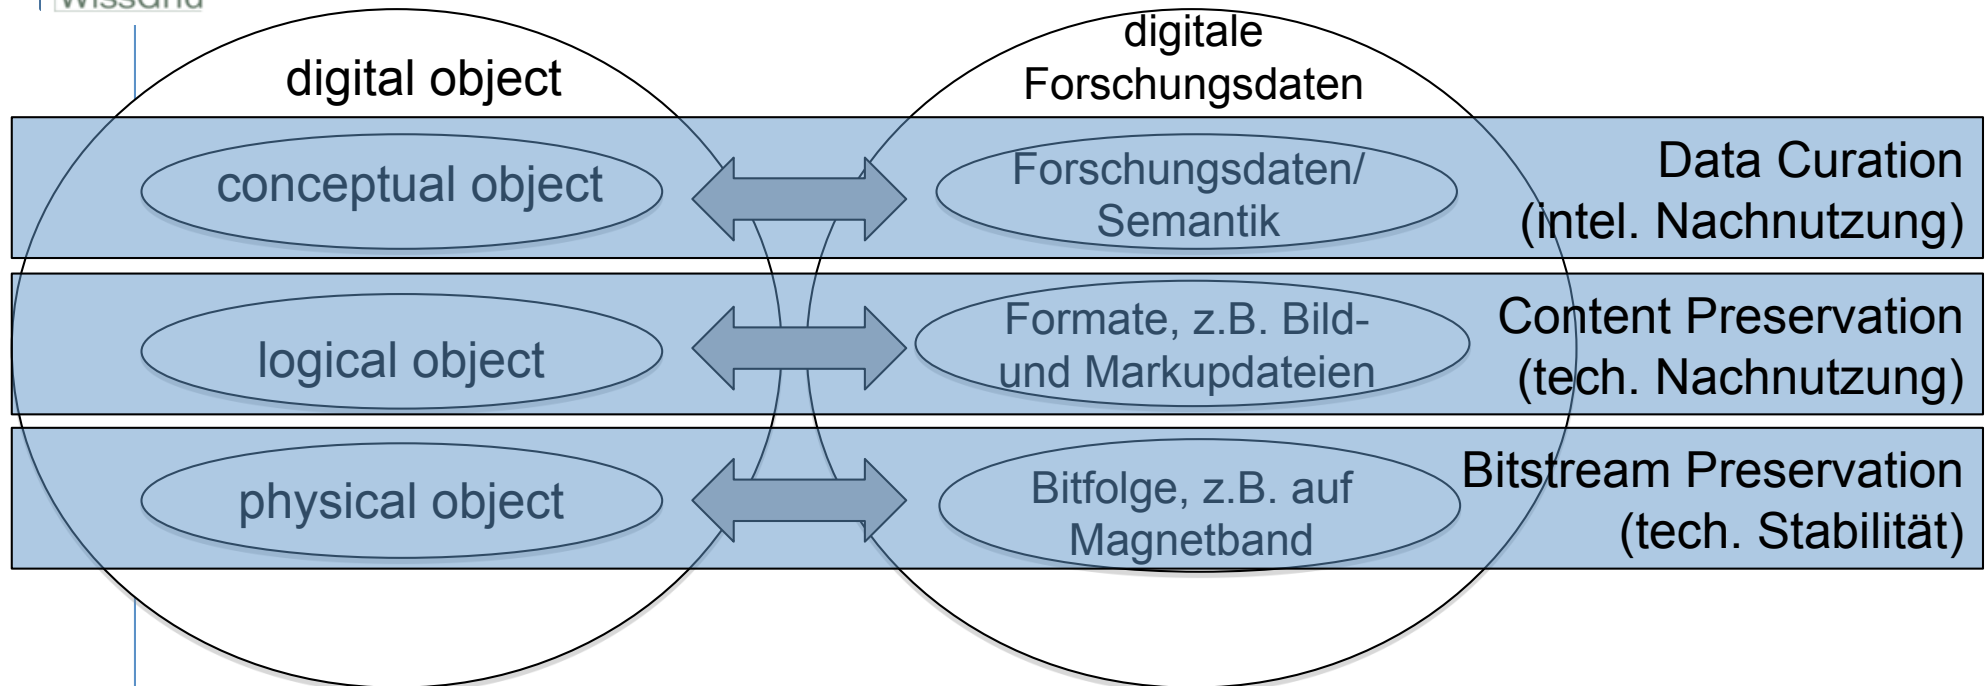 WissGrid
digital object
digitale
Forschungsdaten
conceptual object
Forschungsdaten/
Semantik
Data Curation
(intel. Nachnutzung)
logical object
Formate, z.B. Bild-
und Markupdateien
Content Preservation
(tech. Nachnutzung)
physical object
Bitfolge, z.B. auf
Magnetband
Bitstream Preservation
(tech. Stabilität)